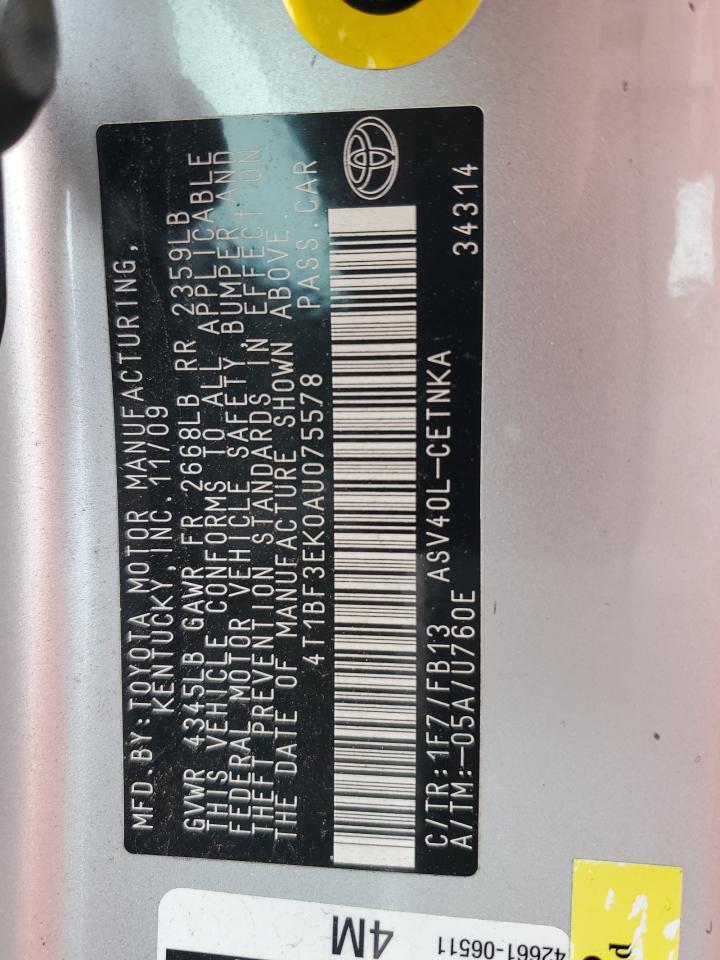 MFD.BY:TOYOTA MOTOR MANUFACTURING,
KENTUCKY,INC. 11/09
GVWR 4345LB GAWR FR 2668LB RR 2359LB
THIS VEHICLE CONFORMS TO ALL APPLICABLE
FEDERAL MOTOR VEHICLE SAFETY,BUMPER AND
THEFT PREVENTION STANDARDS IN EFFECT ON
THE DATE OF MANUFACTURE SHOWN ABOVE.
4T1BF3EK0AU075578 PASS.CAR
C/TR:1F7/FB13 ASV40L-CETNKA
A/TM:-05A/U760E 34314
4M
42661-06511